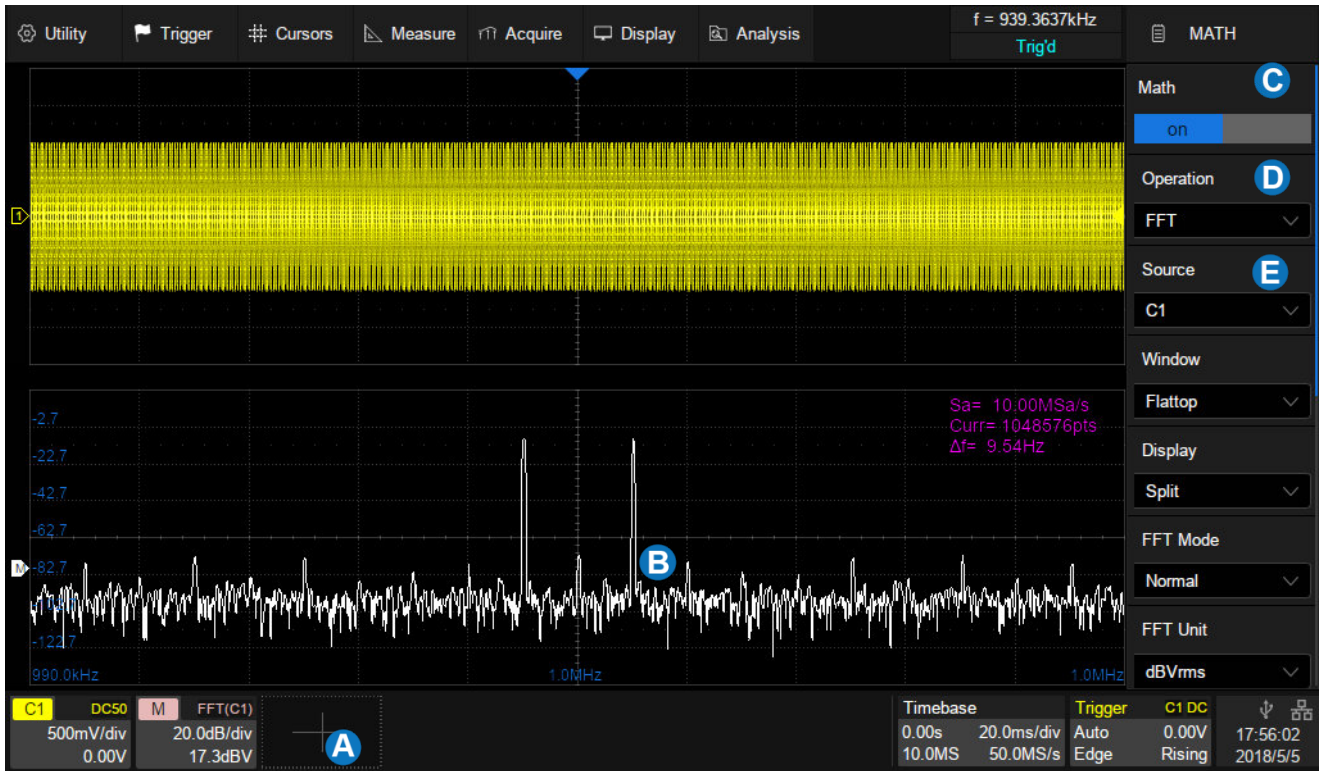 Utility Trigger Cursors Measure Acquire Display Analysis f = 939.3637kHz MATH
Trig'd
Math C
on
Operation D
FFT
1
Source E
C1
Window
Flattop
Display
Split
FFT Mode
Normal
FFT Unit
dBVrms
Sa= 10.00MSa/s
Curr= 1048576pts
Δf= 9.54Hz
-2.7
-22.7
-42.7
-62.7
M -82.7
B
-122.7
990.0kHz 1.0MHz 1.0MHz
C1 DC50 M FFT(C1) Timebase Trigger C1 DC
500mV/div 20.0dB/div A 0.00s 20.0ms/div Auto 0.00V 17:56:02
0.00V 17.3dBV 10.0MS 50.0MS/s Edge Rising 2018/5/5